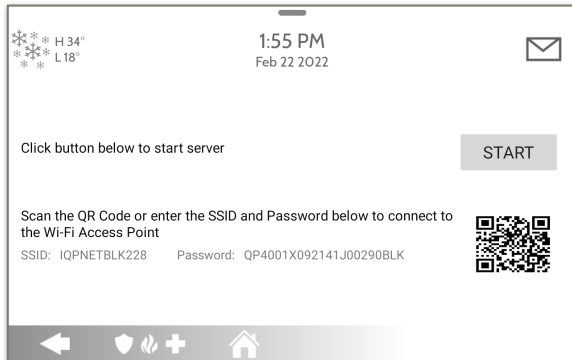 H 34°
L 18°
1:55 PM
Feb 22 2022
Click button below to start server
START
Scan the QR Code or enter the SSID and Password below to connect to
the Wi-Fi Access Point
SSID: IQPNETBLK228 Password: QP4001X092141J00290BLK